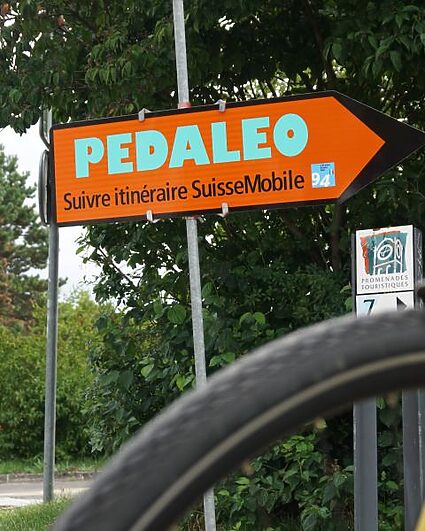 PEDALEO
Suivre itinéraire SuisseMobile
94
PROMENADES
TOURISTIQUES
7